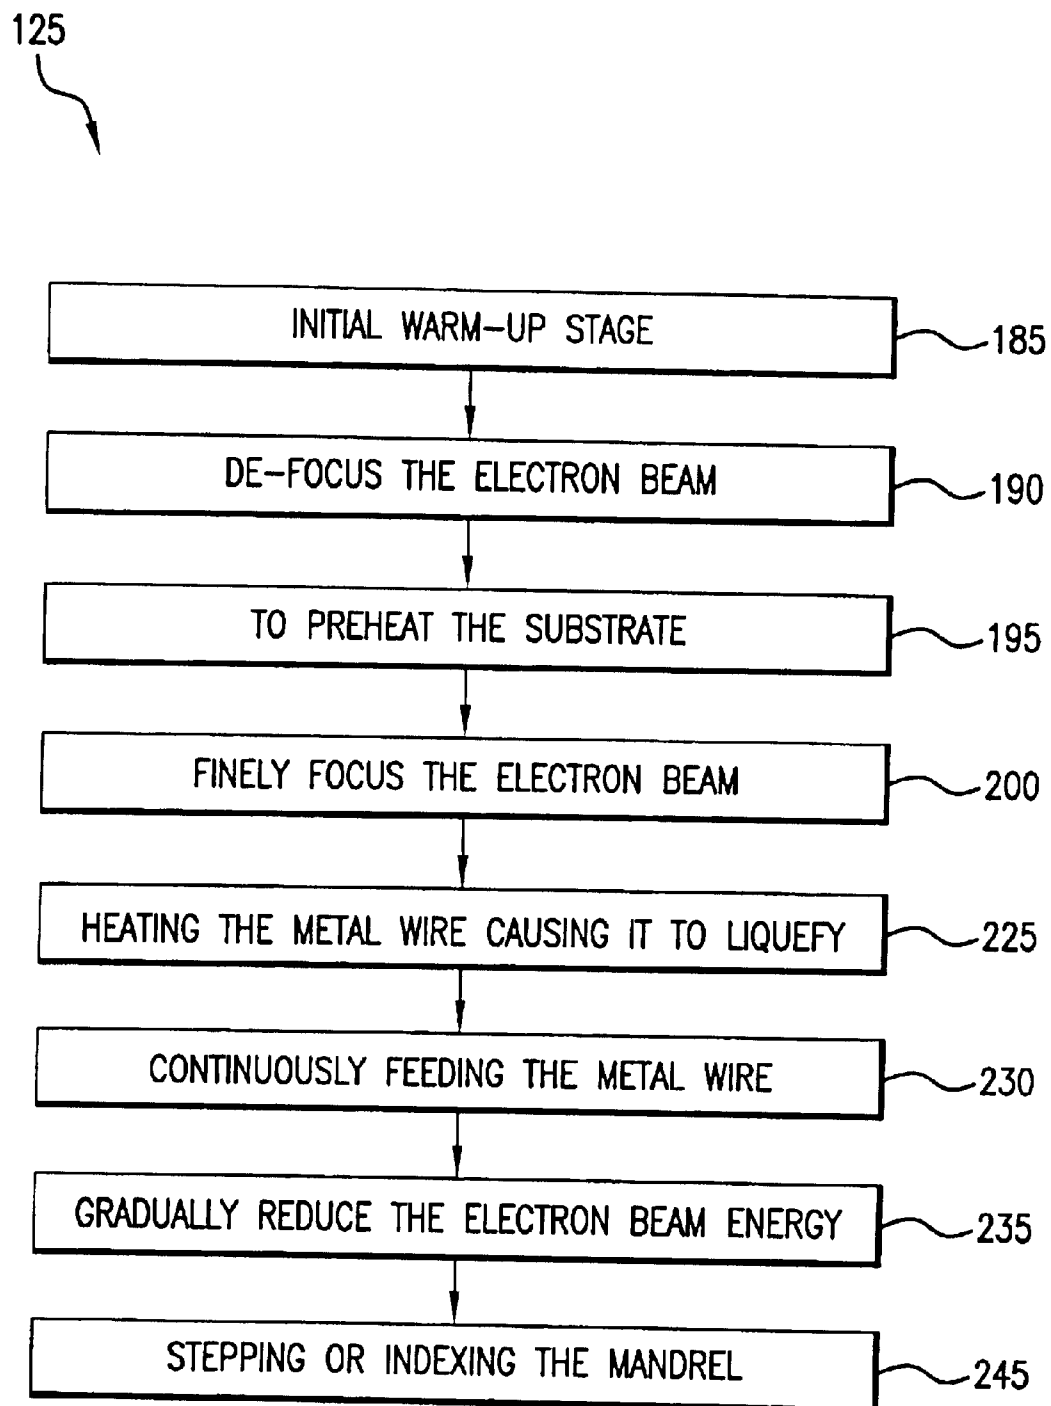 125
INITIAL WARM-UP STAGE
185
DE-FOCUS THE ELECTRON BEAM
190
TO PREHEAT THE SUBSTRATE
195
FINELY FOCUS THE ELECTRON BEAM
200
HEATING THE METAL WIRE CAUSING IT TO LIQUEFY
225
CONTINUOUSLY FEEDING THE METAL WIRE
230
GRADUALLY REDUCE THE ELECTRON BEAM ENERGY
235
STEPPING OR INDEXING THE MANDREL
245